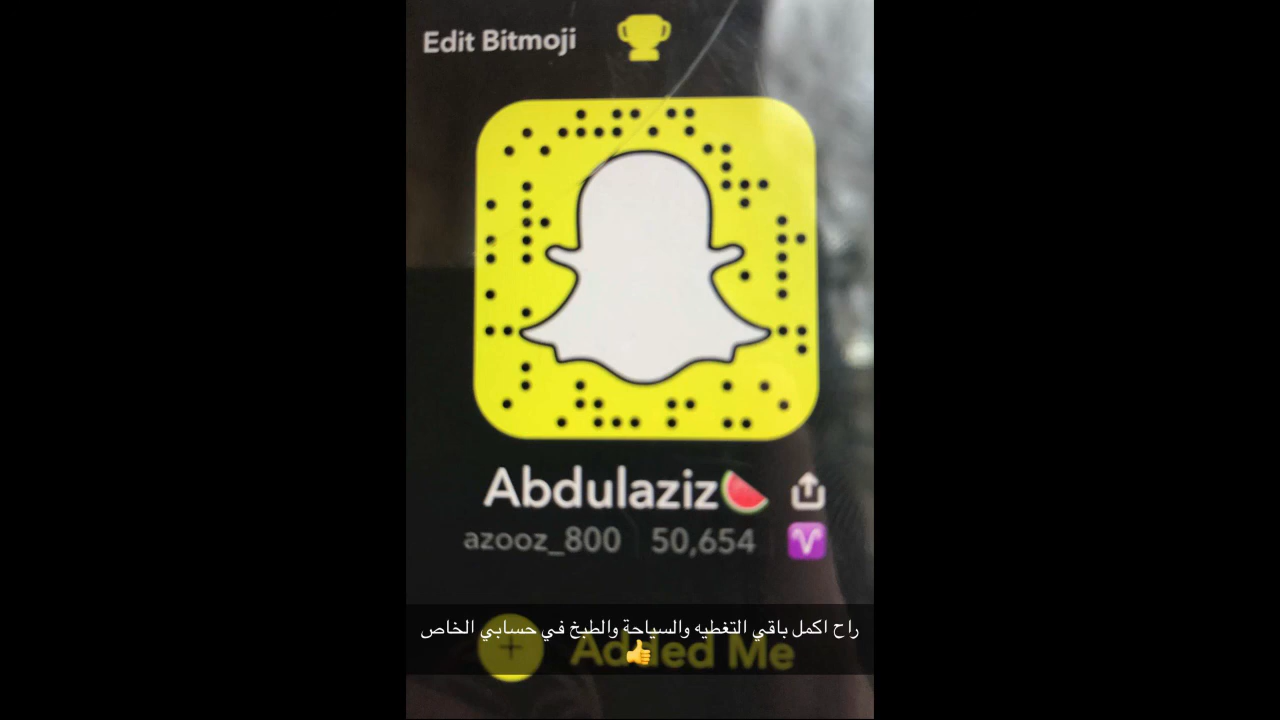 Edit Bitmoji
Abdulaziz🍉
azooz_800 50,654
راح اكمل باقي التغطيه والسياحة والطبخ في حسابي الخاص
👍
Added Me